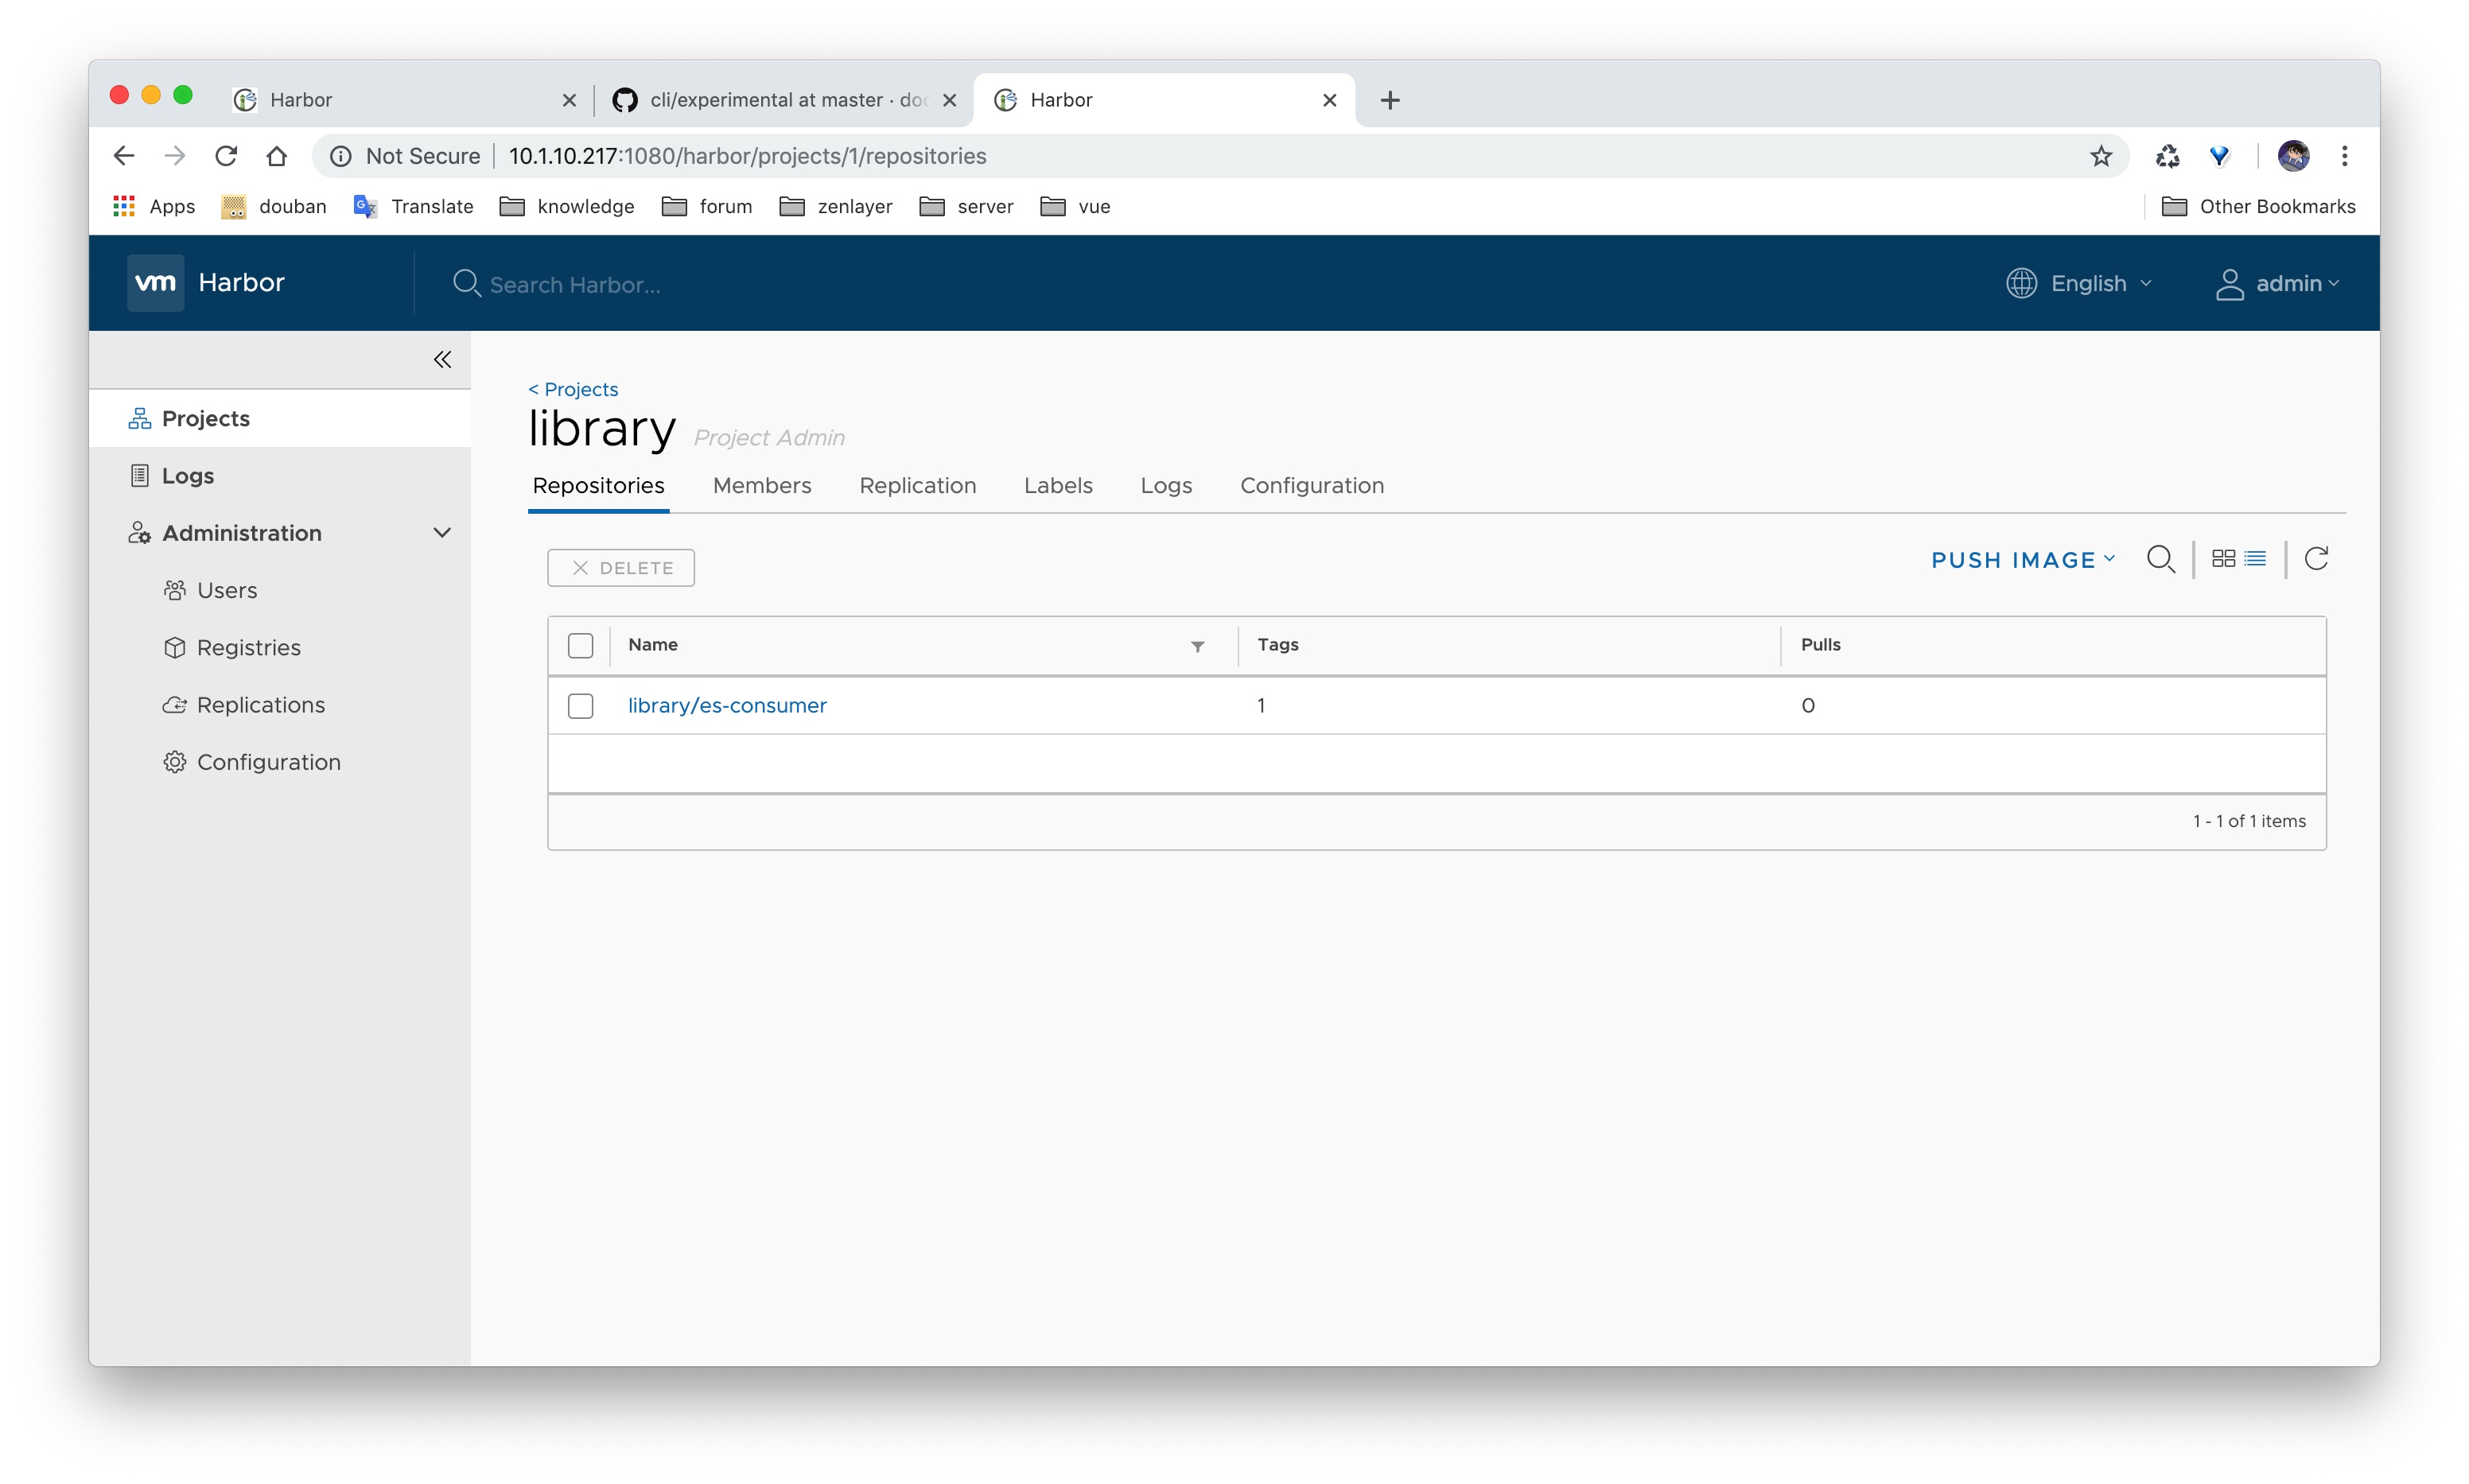 Harbor
cli/experimental at master · doc
Harbor
Not Secure 10.1.10.217:1080/harbor/projects/1/repositories
Apps douban Translate knowledge forum zenlayer server vue Other Bookmarks
vm Harbor Search Harbor... English admin
< Projects
library Project Admin
Projects
Logs
Administration
Users
Registries
Replications
Configuration
Repositories Members Replication Labels Logs Configuration
DELETE PUSH IMAGE
Name Tags Pulls
library/es-consumer 1 0
1 - 1 of 1 items